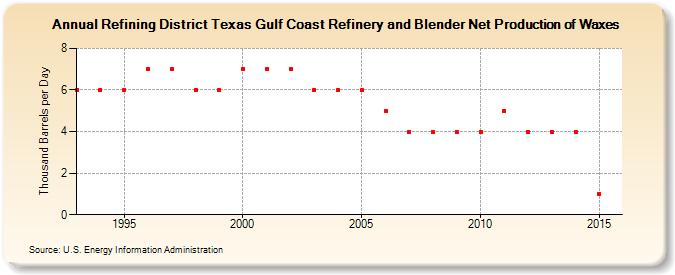 Annual Refining District Texas Gulf Coast Refinery and Blender Net Production of Waxes
Thousand Barrels per Day
8
6
4
2
0
1995 2000 2005 2010 2015
Source: U.S. Energy Information Administration